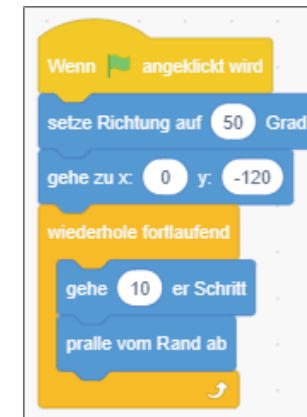 Wenn angeklickt wird
setze Richtung auf 50 Grad
gehe zu x: 0 y: -120
wiederhole fortlaufend
gehe 10 er Schritt
pralle vom Rand ab